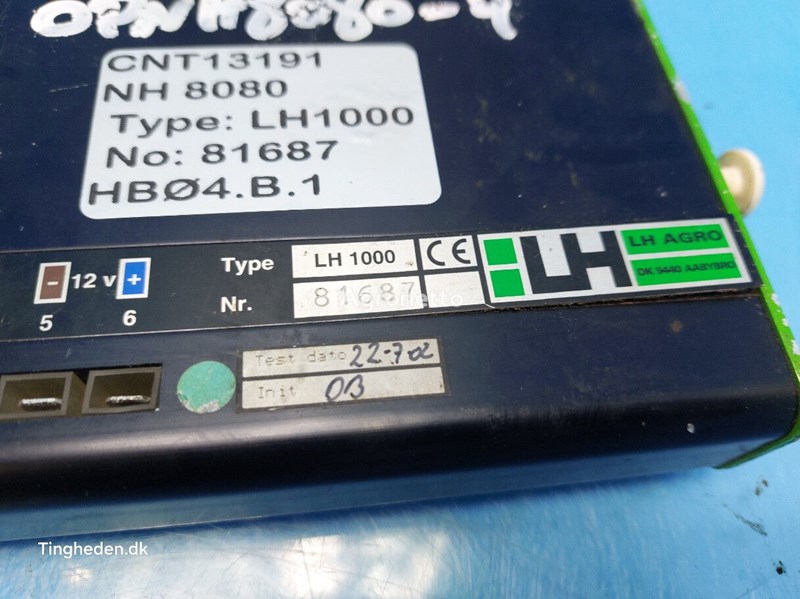 CNT13191
NH 8080
Type: LH1000
No: 81687
HBØ4.B.1
Type LH 1000 CE
- 12 v +
Nr. 81687
5 6
LH
LH AGRO
DK 9440 AABYBRO
Test dato 22-7 02
Init OB
Tingheden.dk